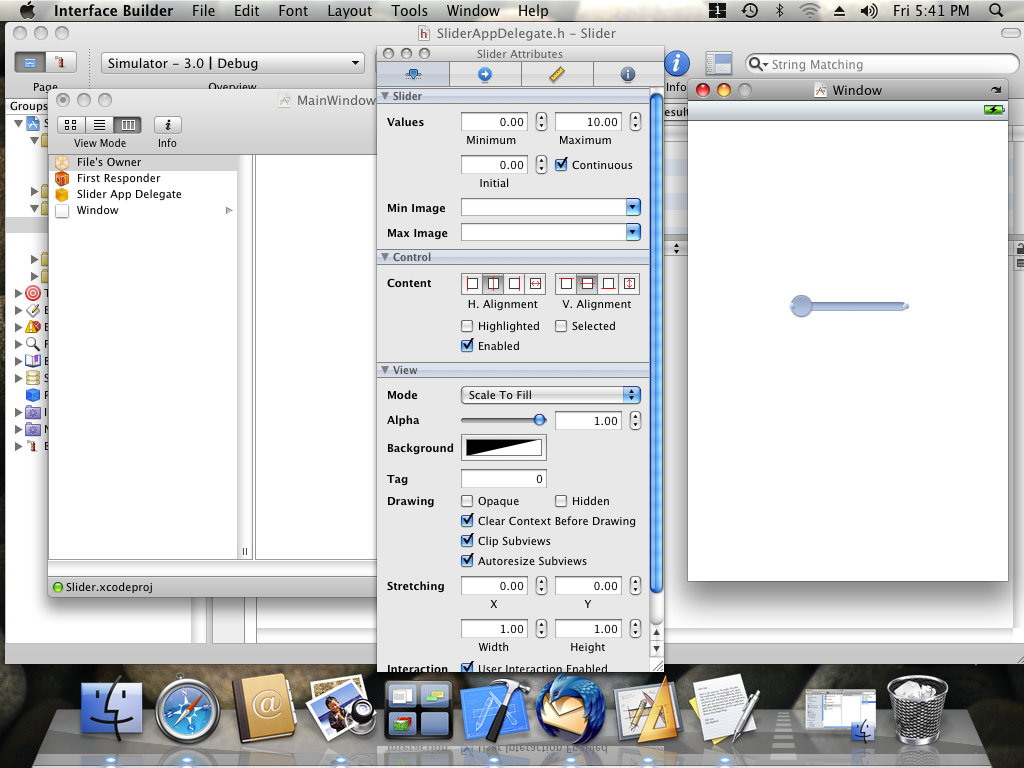 Interface Builder File Edit Font Layout Tools Window Help 1 Fri 5:41 PM
SliderAppDelegate.h – Slider
Simulator – 3.0 | Debug
String Matching
Page
Overview
Info
Groups
MainWindow
View Mode
Info
File's Owner
First Responder
Slider App Delegate
Window
Slider.xcodeproj
Slider Attributes
Slider
Values 0.00 10.00
Minimum Maximum
0.00 Continuous
Initial
Min Image
Max Image
Control
Content
H. Alignment V. Alignment
Highlighted Selected
Enabled
View
Mode Scale To Fill
Alpha 1.00
Background
Tag 0
Drawing Opaque Hidden
Clear Context Before Drawing
Clip Subviews
Autoresize Subviews
Stretching 0.00 0.00
X Y
1.00 1.00
Width Height
Interaction User Interaction Enabled
Window